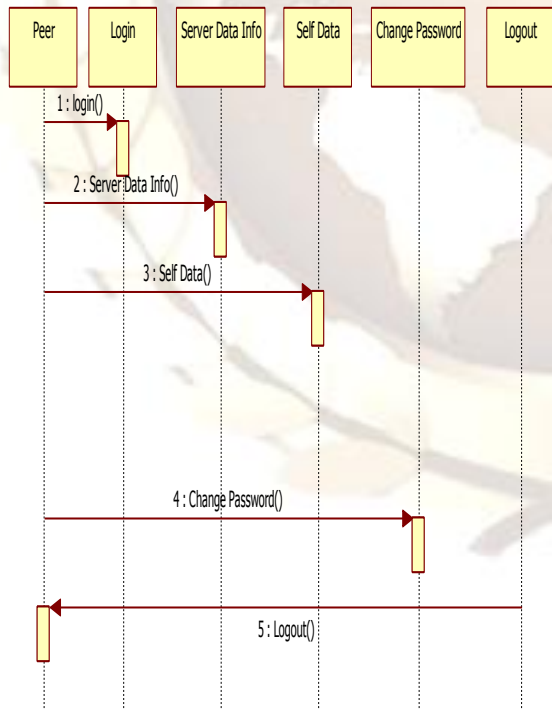 Peer
Login
Server Data Info
Self Data
Change Password
Logout
1 : login()
2 : Server Data Info()
3 : Self Data()
4 : Change Password()
5 : Logout()